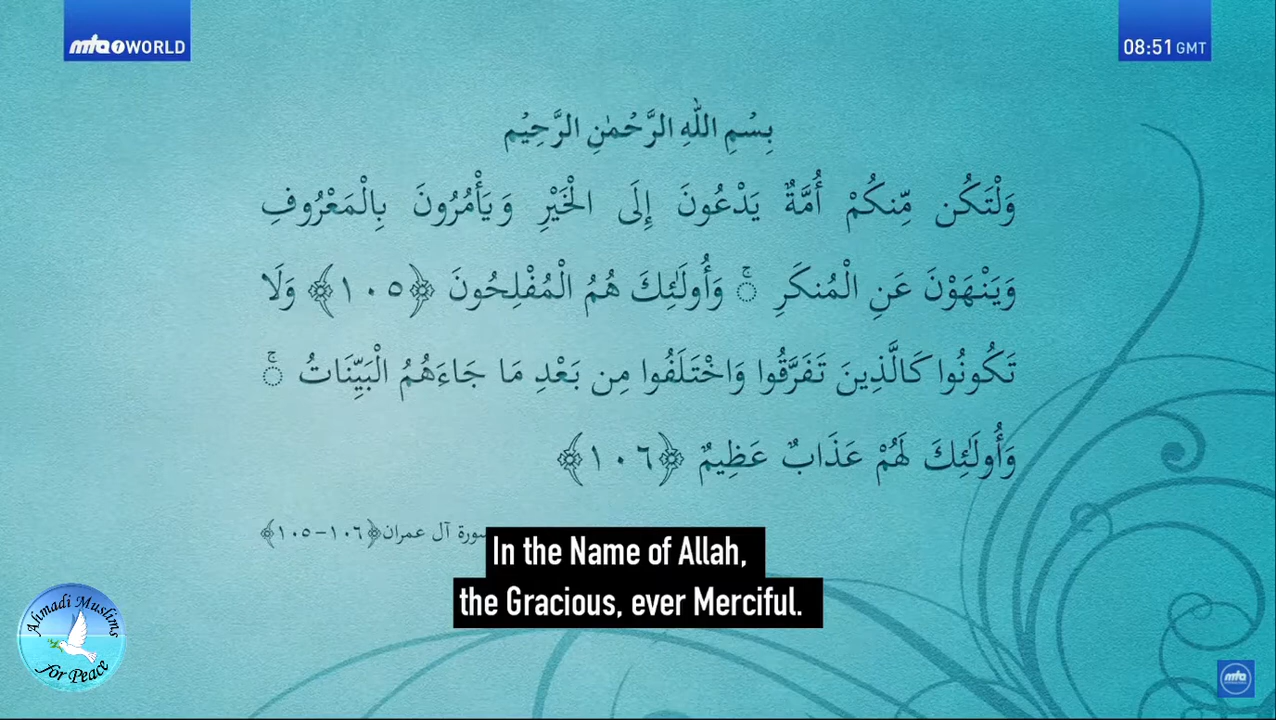 mta1WORLD
08:51 GMT
بِسْمِ اللّٰهِ الرَّحْمٰنِ الرَّحِيْمِ
وَلْتَكُن مِّنكُمْ أُمَّةٌ يَدْعُونَ إِلَى الْخَيْرِ وَيَأْمُرُونَ بِالْمَعْرُوفِ
وَيَنْهَوْنَ عَنِ الْمُنكَرِ ۚ وَأُولَٰئِكَ هُمُ الْمُفْلِحُونَ ﴿١٠٥﴾ وَلَا
تَكُونُوا كَالَّذِينَ تَفَرَّقُوا وَاخْتَلَفُوا مِن بَعْدِ مَا جَاءَهُمُ الْبَيِّنَاتُ ۚ
وَأُولَٰئِكَ لَهُمْ عَذَابٌ عَظِيمٌ ﴿١٠٦﴾
سورة آل عمران﴿١٠٦-١٠٥﴾
In the Name of Allah,
the Gracious, ever Merciful.
Ahmadi Muslims
for Peace
mta